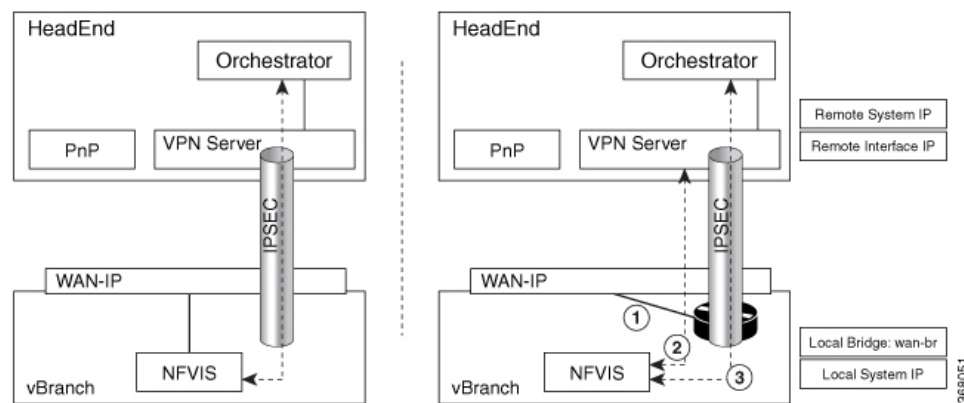 HeadEnd
Orchestrator
PnP
VPN Server
IPSEC
WAN-IP
NFVIS
vBranch
HeadEnd
Orchestrator
PnP
VPN Server
IPSEC
WAN-IP
1
2
3
NFVIS
vBranch
Remote System IP
Remote Interface IP
Local Bridge: wan-br
Local System IP
368051